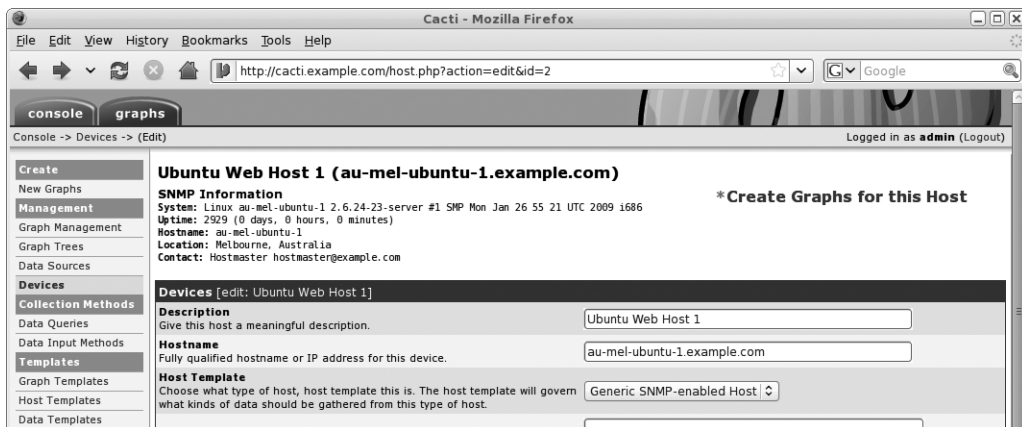 Cacti - Mozilla Firefox
File Edit View History Bookmarks Tools Help
http://cacti.example.com/host.php?action=edit&id=2
G Google
console graphs
Console -> Devices -> (Edit)
Logged in as admin (Logout)
Create
New Graphs
Management
Graph Management
Graph Trees
Data Sources
Devices
Collection Methods
Data Queries
Data Input Methods
Templates
Graph Templates
Host Templates
Data Templates
Ubuntu Web Host 1 (au-mel-ubuntu-1.example.com)
SNMP Information
System: Linux au-mel-ubuntu-1 2.6.24-23-server #1 SMP Mon Jan 26 55 21 UTC 2009 i686
Uptime: 2929 (0 days, 0 hours, 0 minutes)
Hostname: au-mel-ubuntu-1
Location: Melbourne, Australia
Contact: Hostmaster hostmaster@example.com
*Create Graphs for this Host
Devices [edit: Ubuntu Web Host 1]
Description
Give this host a meaningful description.
Ubuntu Web Host 1
Hostname
Fully qualified hostname or IP address for this device.
au-mel-ubuntu-1.example.com
Host Template
Choose what type of host, host template this is. The host template will govern
what kinds of data should be gathered from this type of host.
Generic SNMP-enabled Host